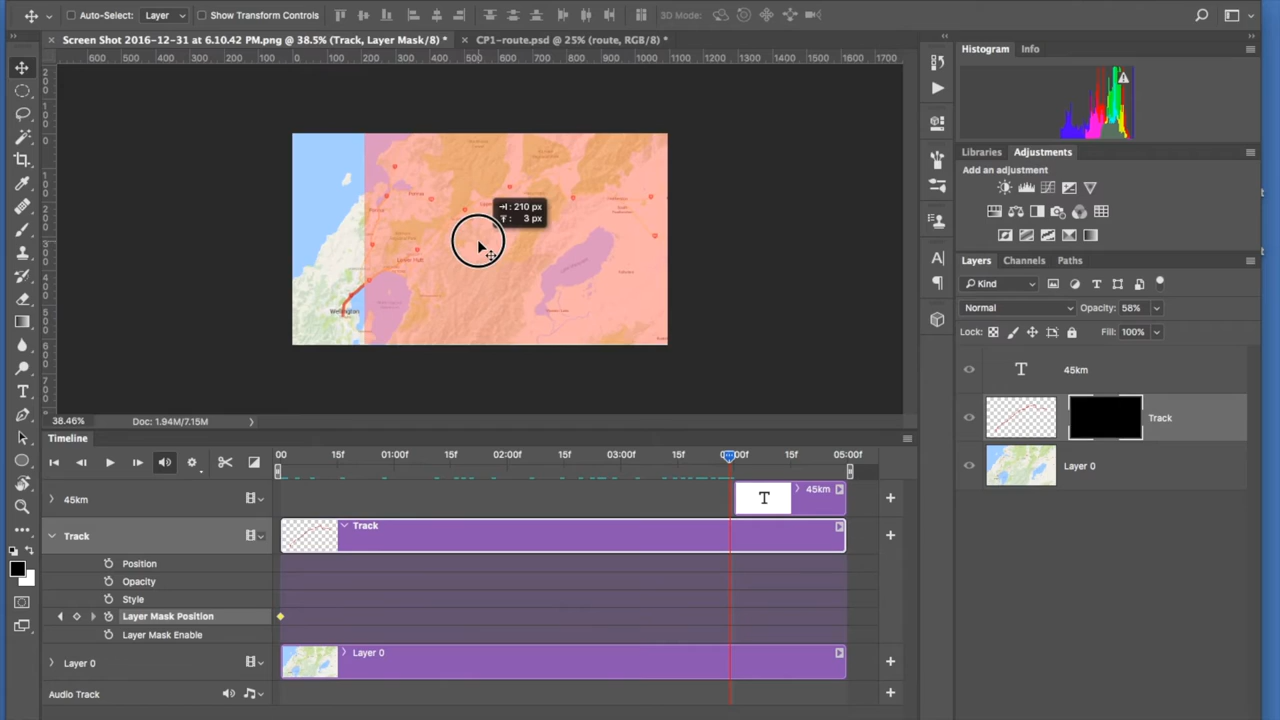 Auto-Select: Layer Show Transform Controls 3D Mode:
× Screen Shot 2016-12-31 at 6.10.42 PM.png @ 38.5% (Track, Layer Mask/8) * × CP1-route.psd @ 25% (route, RGB/8) *
600 500 400 300 200 100 0 100 200 300 400 500 600 700 800 900 1000 1100 1200 1300 1400 1500 1600 1700
Histogram Info
Libraries Adjustments
Add an adjustment
: 210 px
: 3 px
Lower Hutt
Wellington
Layers Channels Paths
Kind
Normal Opacity: 58%
Lock: Fill: 100%
T 45km
Track
Layer 0
38.46% Doc: 1.94M/7.15M
Timeline
00 15f 01:00f 15f 02:00f 15f 03:00f 15f 15f 05:00f
45km T 45km
Track Track
Position
Opacity
Style
Layer Mask Position
Layer Mask Enable
Layer 0 Layer 0
Audio Track